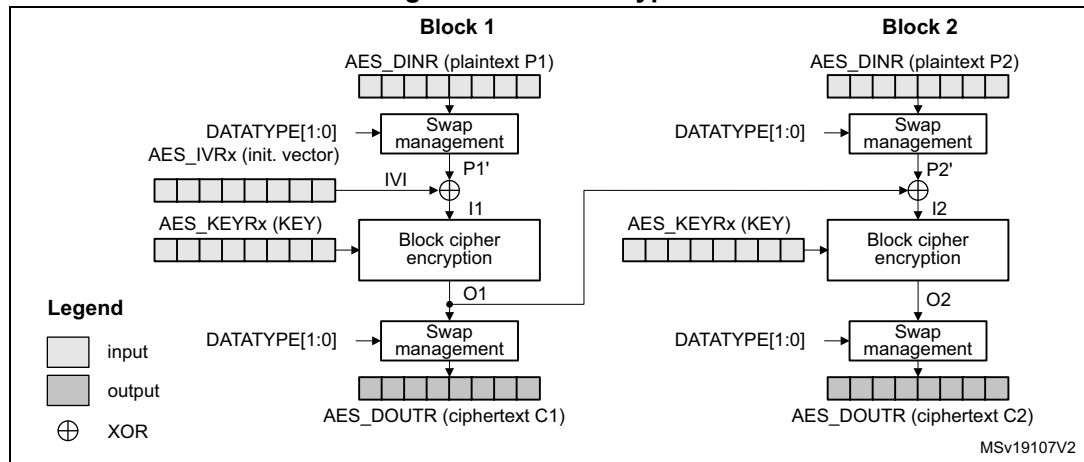 Block 1
Block 2
AES_DINR (plaintext P1)
AES_DINR (plaintext P2)
DATATYPE[1:0]
Swap
management
DATATYPE[1:0]
Swap
management
AES_IVRx (init. vector)
P1'
P2'
IVI
I1
I2
AES_KEYRx (KEY)
Block cipher
encryption
AES_KEYRx (KEY)
Block cipher
encryption
O1
O2
Legend
input
output
XOR
DATATYPE[1:0]
Swap
management
DATATYPE[1:0]
Swap
management
AES_DOUTR (ciphertext C1)
AES_DOUTR (ciphertext C2)
MSv19107V2